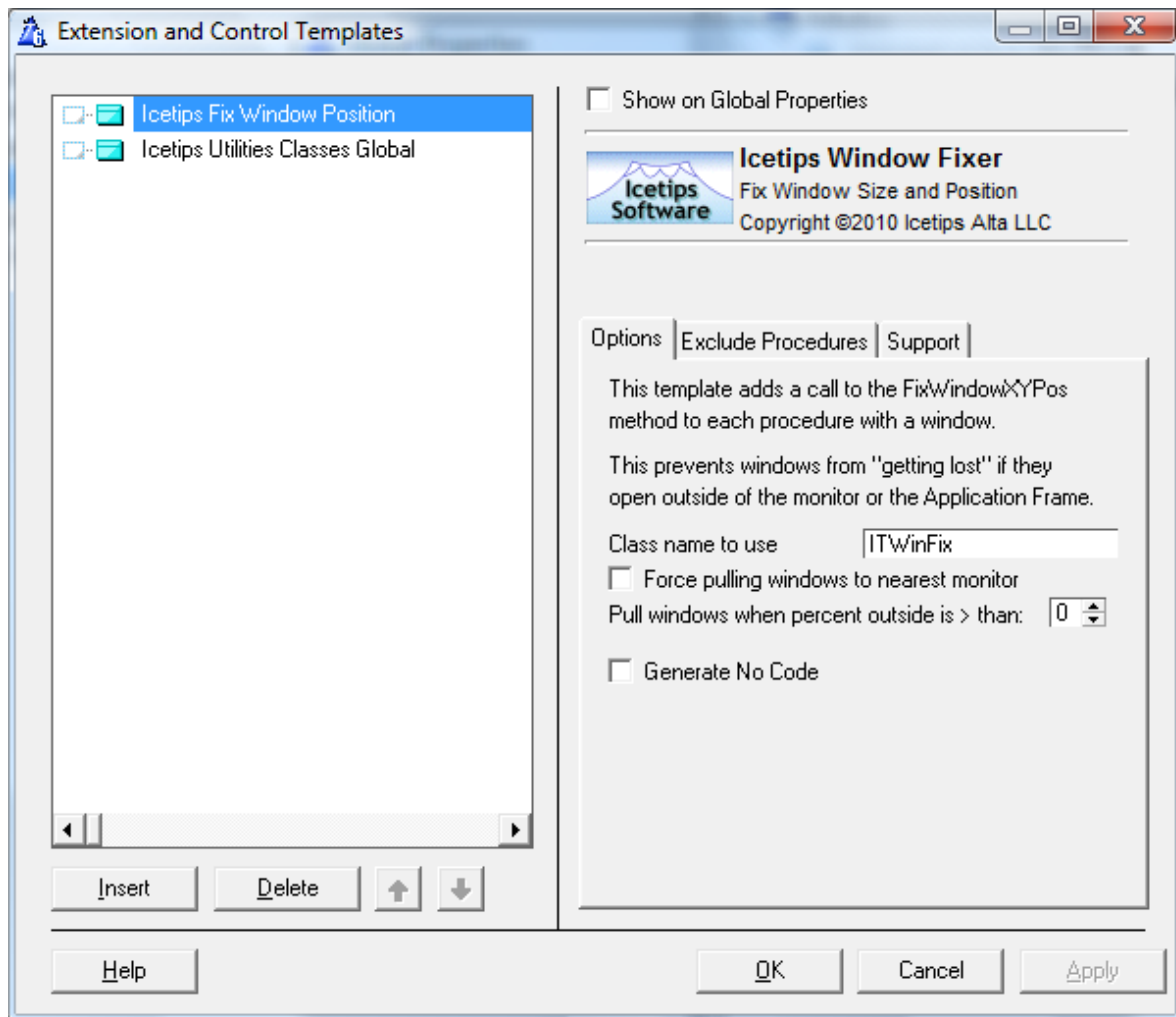 Extension and Control Templates
Icetips Fix Window Position
Icetips Utilities Classes Global
Insert
Delete
Help
Show on Global Properties
Icetips
Software
Icetips Window Fixer
Fix Window Size and Position
Copyright ©2010 Icetips Alta LLC
Options
Exclude Procedures
Support
This template adds a call to the FixWindowXYPos
method to each procedure with a window.
This prevents windows from "getting lost" if they
open outside of the monitor or the Application Frame.
Class name to use ITWinFix
Force pulling windows to nearest monitor
Pull windows when percent outside is > than: 0
Generate No Code
OK
Cancel
Apply